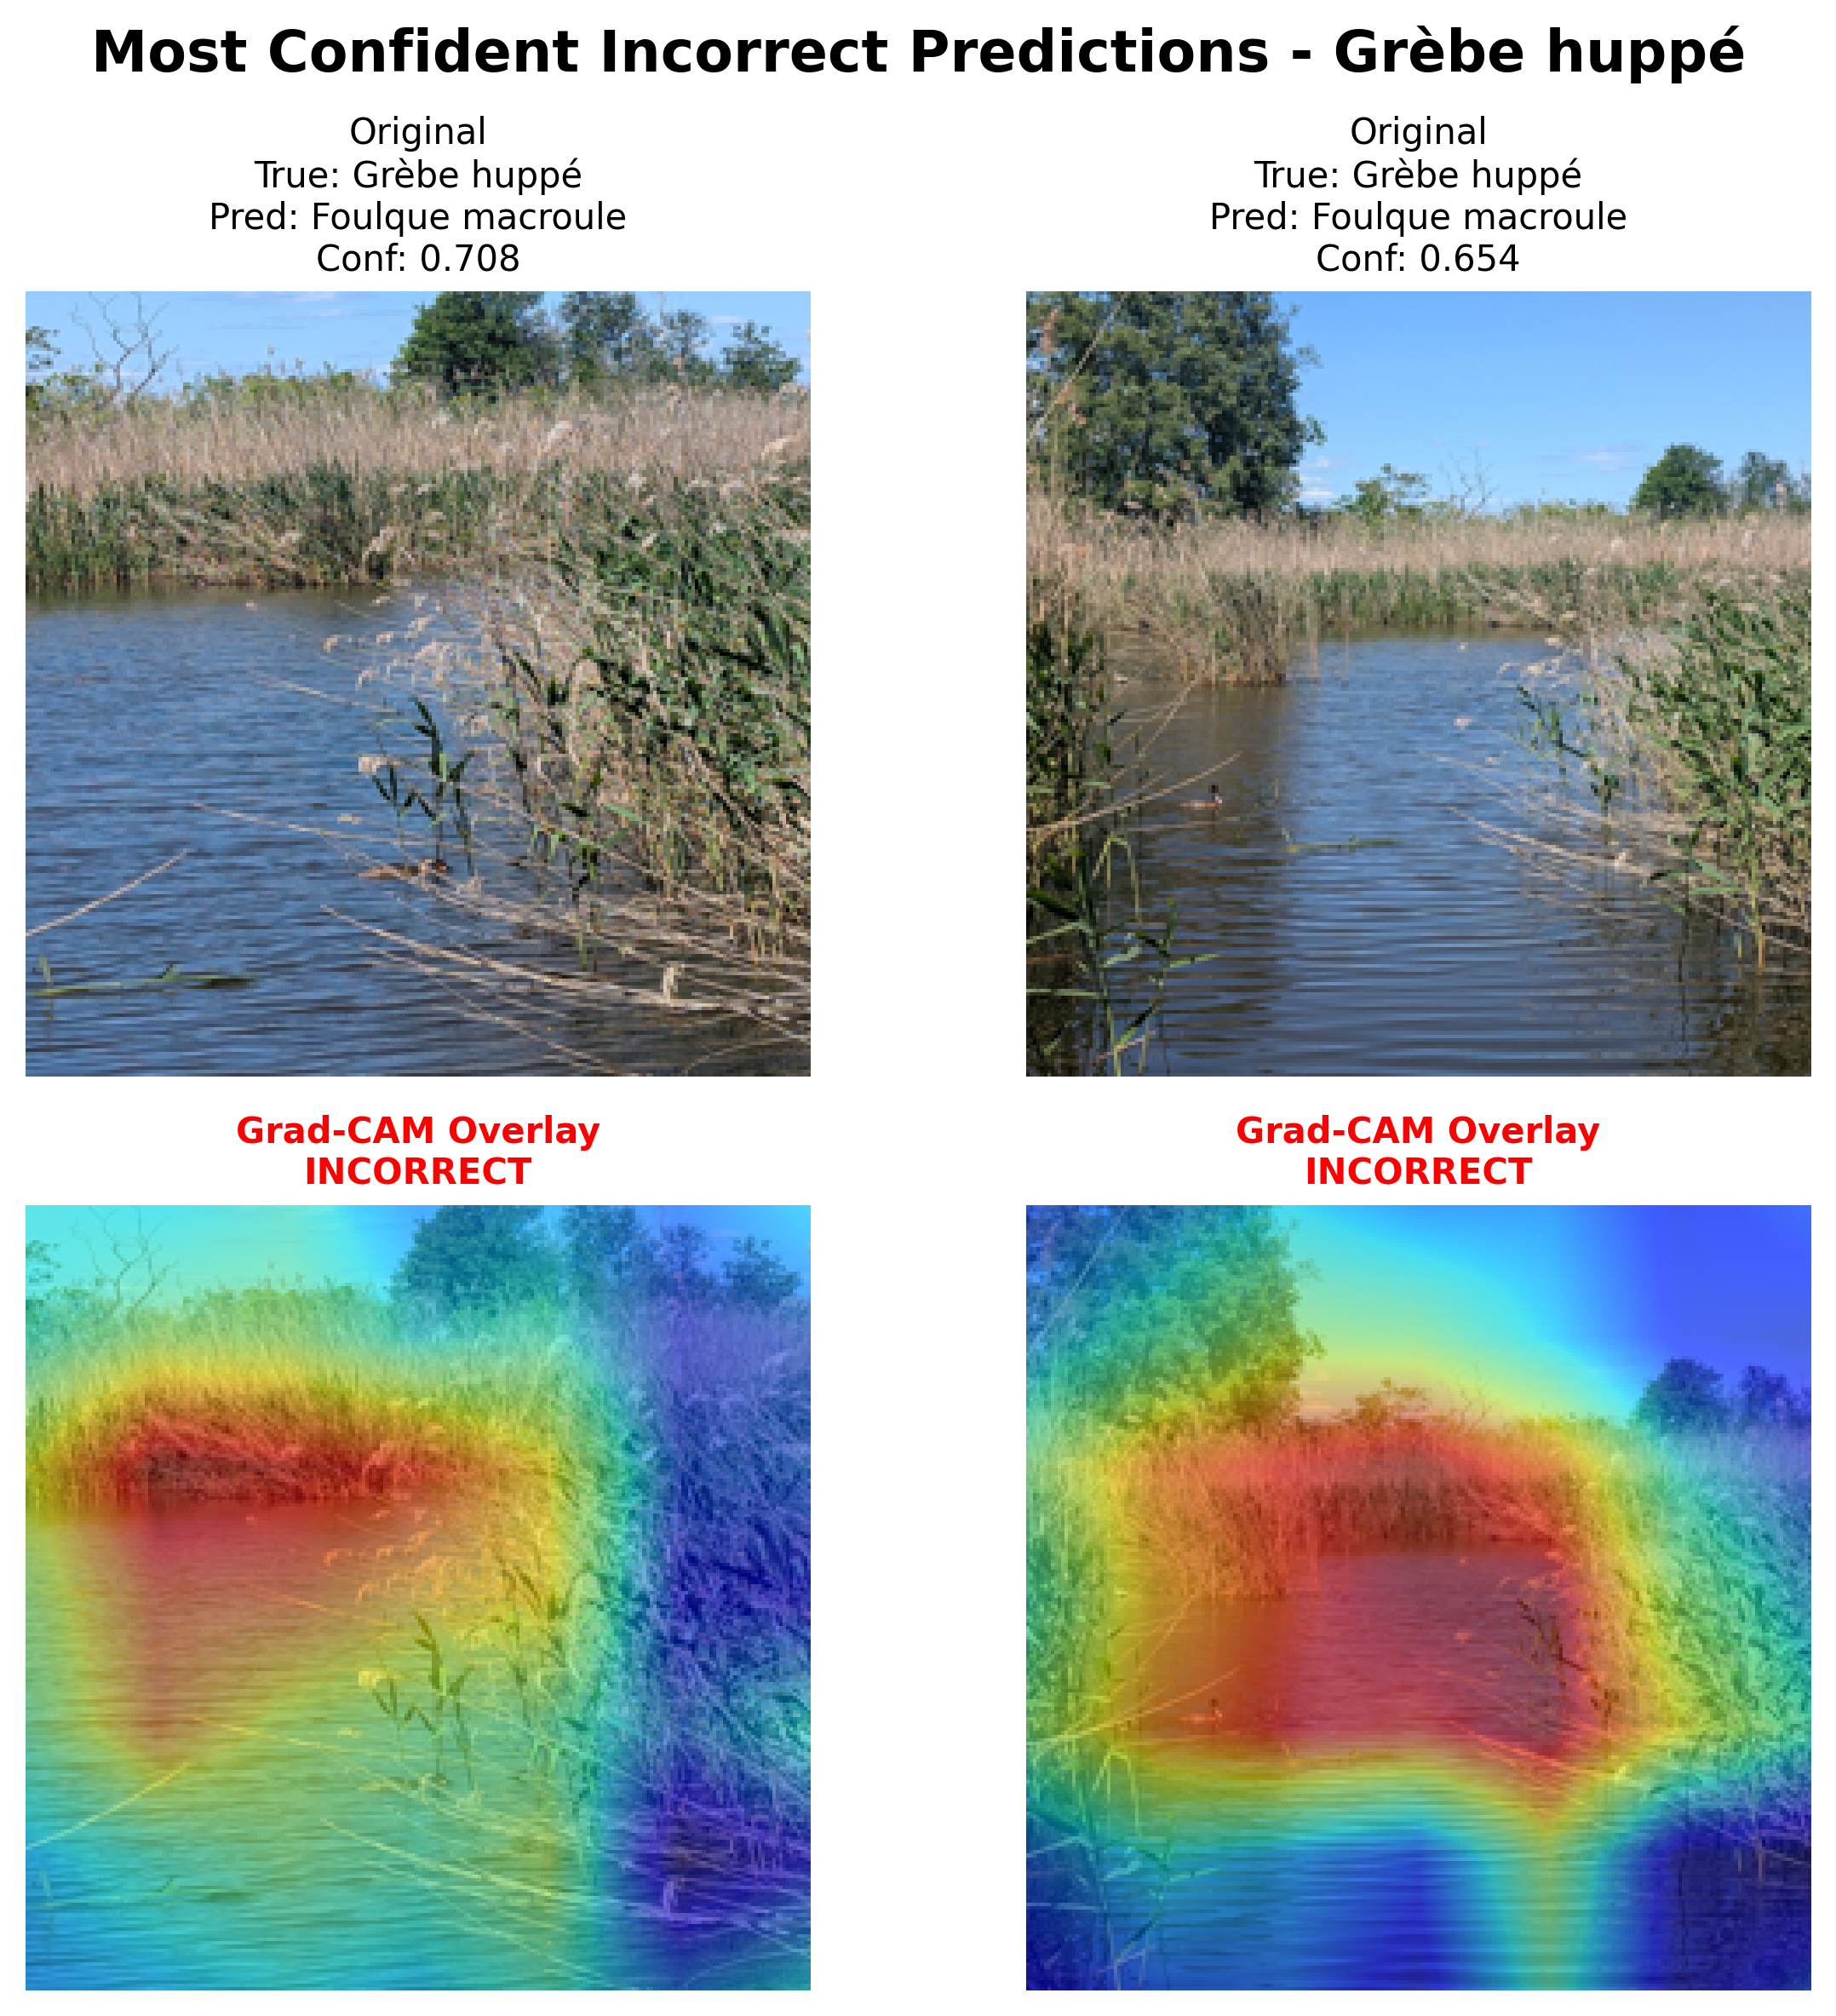 Most Confident Incorrect Predictions - Grèbe huppé
Original
True: Grèbe huppé
Pred: Foulque macroule
Conf: 0.708
Original
True: Grèbe huppé
Pred: Foulque macroule
Conf: 0.654
Grad-CAM Overlay
INCORRECT
Grad-CAM Overlay
INCORRECT